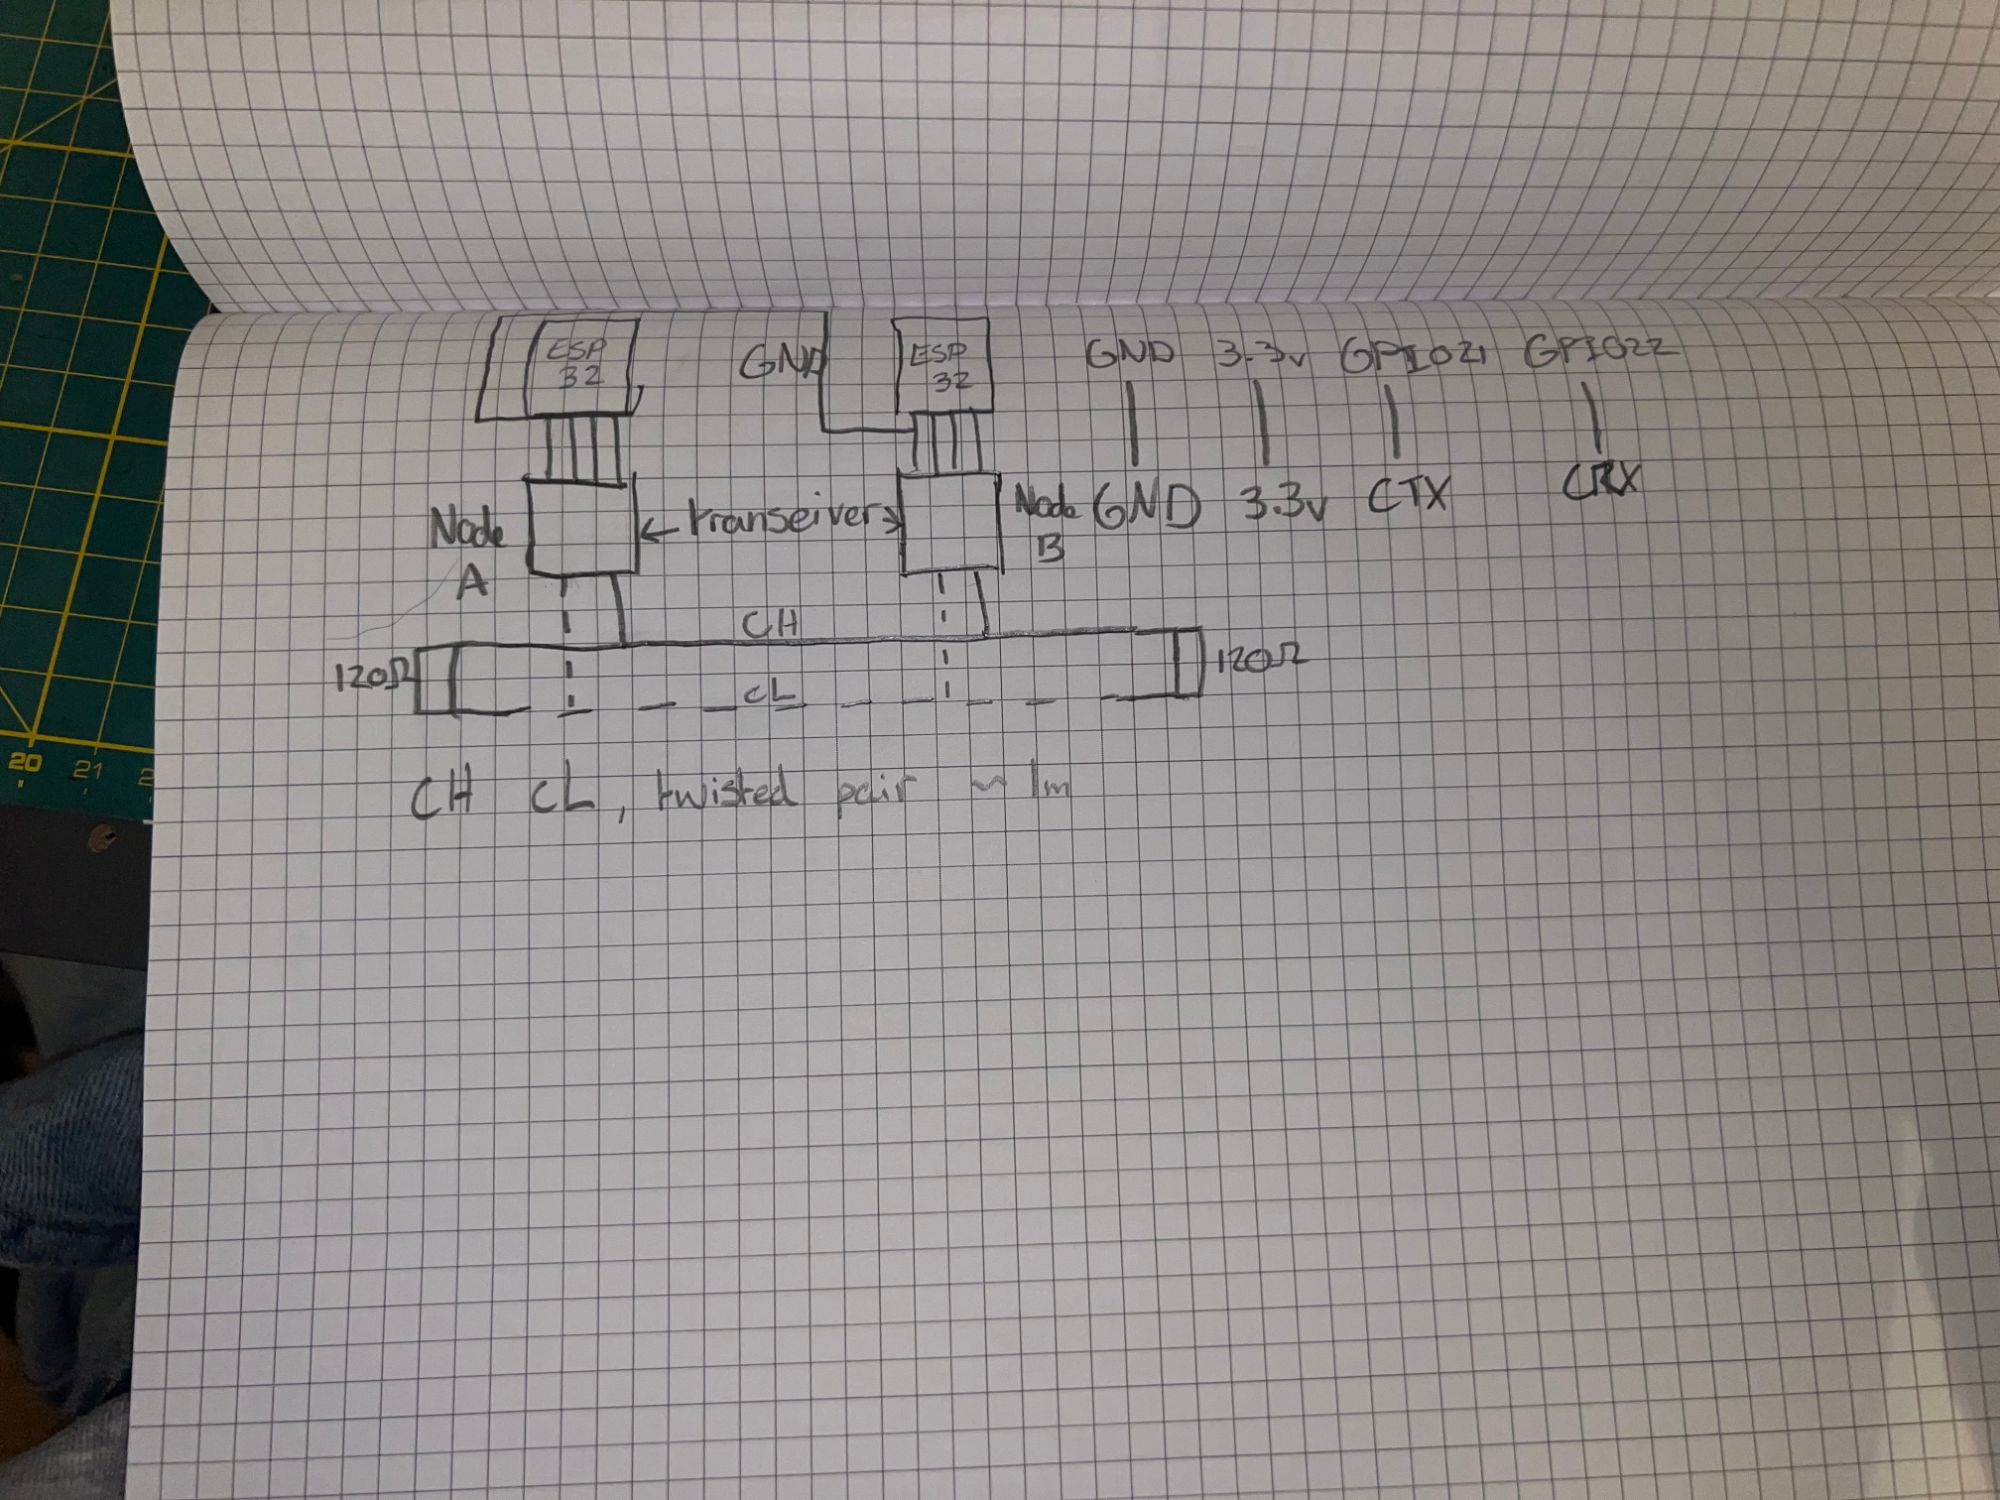 ESP 32
GND
ESP 32
GND 3.3v GPIO21 GPIO22
Node A
← transeiver →
Node B
GND 3.3v CTX CRX
CH
120Ω
120Ω
CL
CH CL, twisted pair ~ 1m
20 21 2